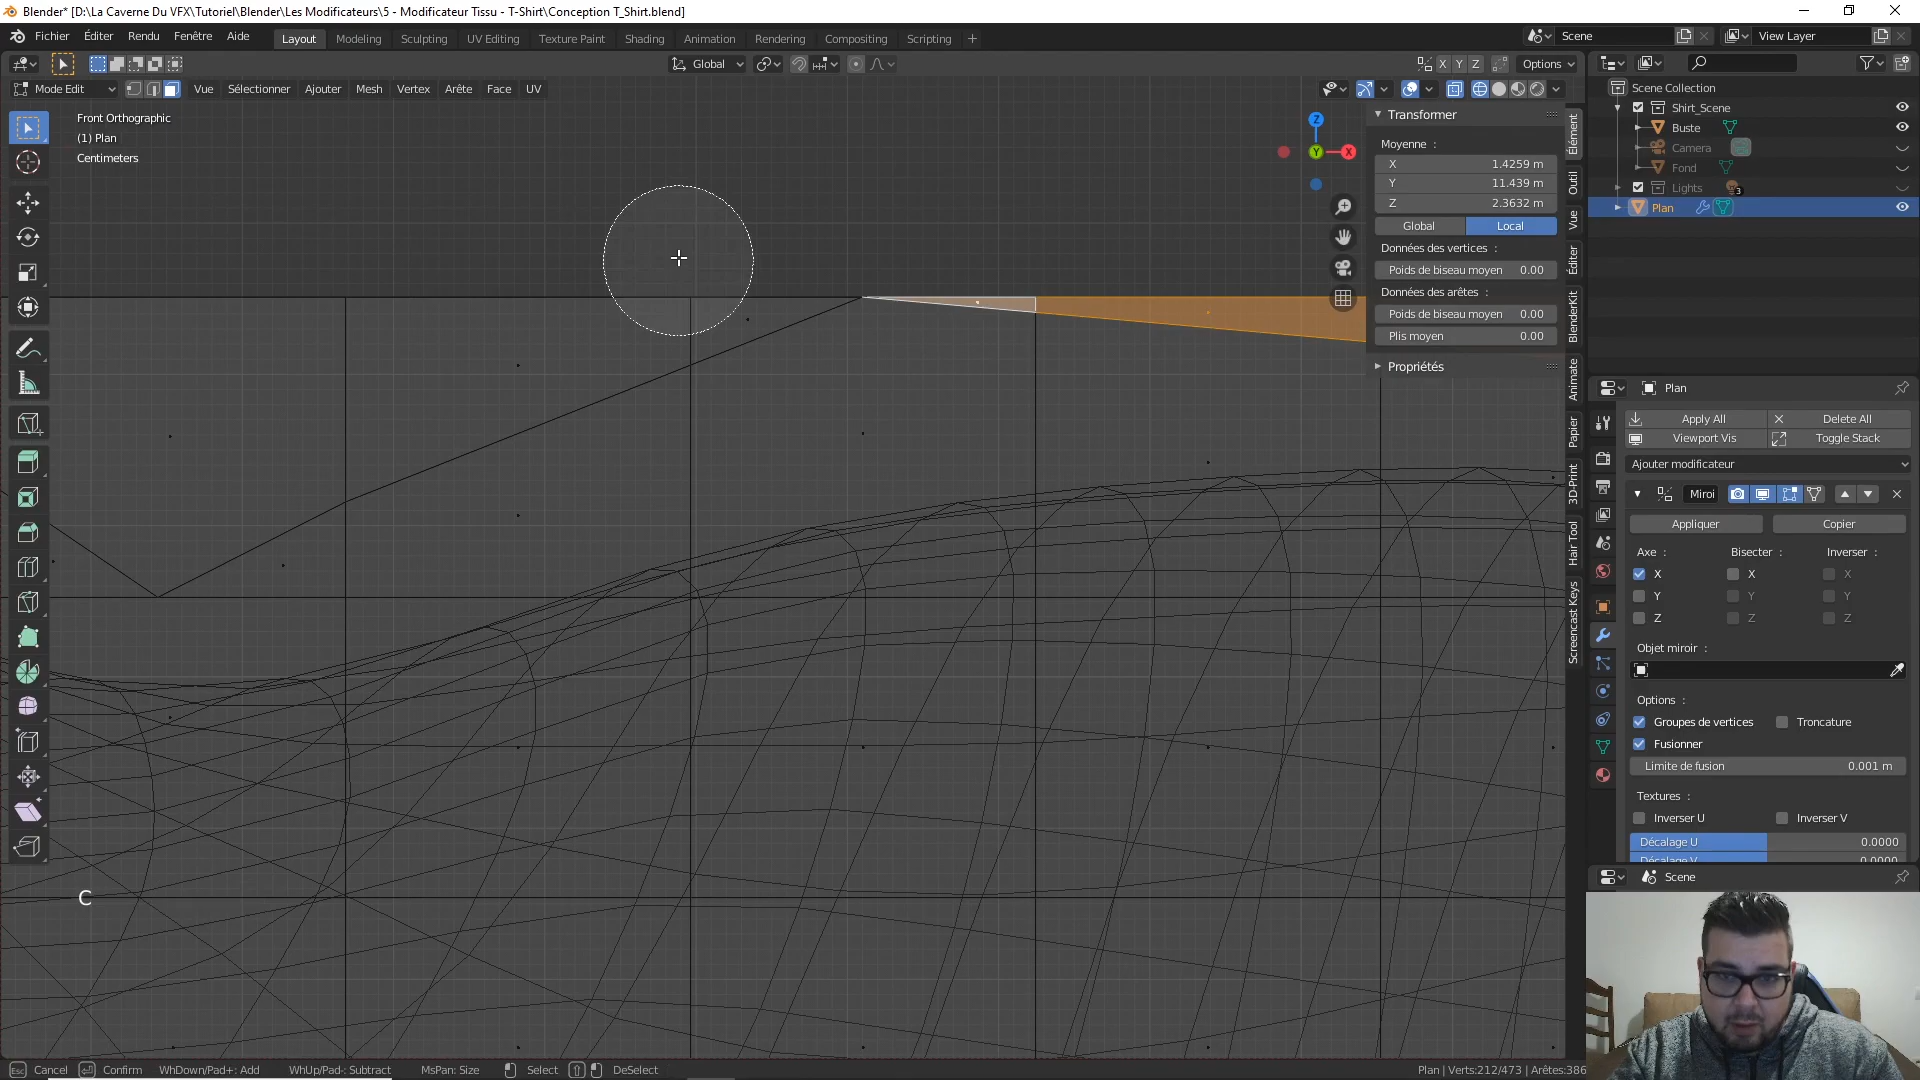 Blender* [D:\La Caverne Du VFX\Tutoriel\Blender\Les Modificateurs\5 - Modificateur Tissu - T-Shirt\Conception T_Shirt.blend]
Fichier Éditer Rendu Fenêtre Aide Layout Modeling Sculpting UV Editing Texture Paint Shading Animation Rendering Compositing Scripting + Scene View Layer
Global X Y Z Options
Mode Edit Vue Sélectionner Ajouter Mesh Vertex Arête Face UV
Front Orthographic
(1) Plan
Centimeters
Z
Y
X
Transformer
Moyenne :
X 1.4259 m
Y 11.439 m
Z 2.3632 m
Global Local
Données des vertices :
Poids de biseau moyen 0.00
Données des arêtes :
Poids de biseau moyen 0.00
Plis moyen 0.00
Propriétés
Élément
Outil
Vue
Éditer
BlenderKit
Animate
Papier
3D-Print
Hair Tool
Screencast Keys
Scene Collection
Shirt_Scene
Buste
Camera
Fond
Lights 3
Plan
Plan
Apply All Delete All
Viewport Vis Toggle Stack
Ajouter modificateur
Miroi
Appliquer Copier
Axe : Bisecter : Inverser :
X X X
Y Y Y
Z Z Z
Objet miroir :
Options :
Groupes de vertices Troncature
Fusionner
Limite de fusion 0.001 m
Textures :
Inverser U Inverser V
Décalage U 0.0000
Décalage V 0.0000
Scene
C
Esc Cancel Confirm WhDown/Pad+: Add WhUp/Pad-: Subtract MsPan: Size Select DeSelect Plan | Verts:212/473 | Arêtes:386